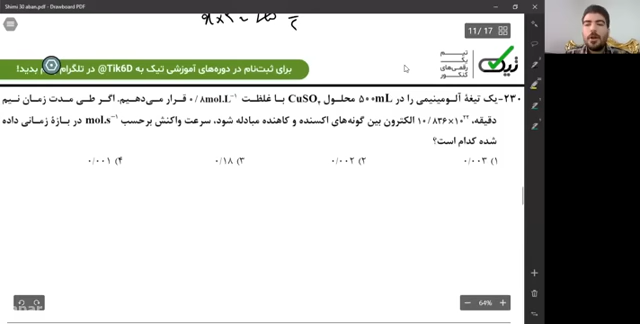 Shimi 30 aban.pdf - Drawboard PDF
11 / 17
تیم
یک
رقمی‌های
کنکور
تیک
برای ثبت‌نام در دوره‌های آموزشی تیک به Tik6D@ در تلگرام پیام بدید!
۲۳۰- یک تیغهٔ آلومینیمی را در ۵۰۰mL محلول CuSO₄ با غلظت ۰/۸mol.L⁻¹ قرار می‌دهیم. اگر طی مدت زمان نیم
دقیقه، ۱۰/۸۳۶×۱۰²² الکترون بین گونه‌های اکسنده و کاهنده مبادله شود، سرعت واکنش برحسب mol.s⁻¹ در بازهٔ زمانی داده
شده کدام است؟
۱) ۰/۰۰۳
۲) ۰/۰۰۲
۳) ۰/۱۸
۴) ۰/۰۰۱
64%